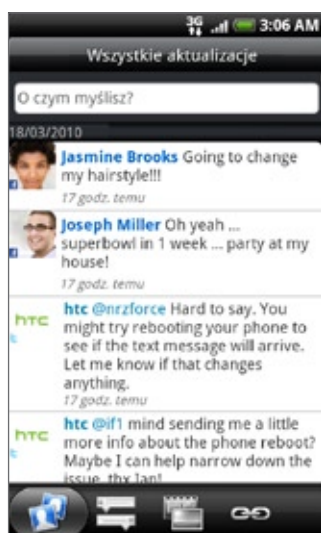 3G 3:06 AM
Wszystkie aktualizacje
O czym myślisz?
18/03/2010
Jasmine Brooks Going to change
my hairstyle!!!
17 godz. temu
Joseph Miller Oh yeah ...
superbowl in 1 week ... party at my
house!
17 godz. temu
htc
htc @nrzforce Hard to say. You
might try rebooting your phone to
see if the text message will arrive.
Let me know if that changes
anything.
17 godz. temu
htc
htc @if1 mind sending me a little
more info about the phone reboot?
Maybe I can help narrow down the
issue. thx Ian!